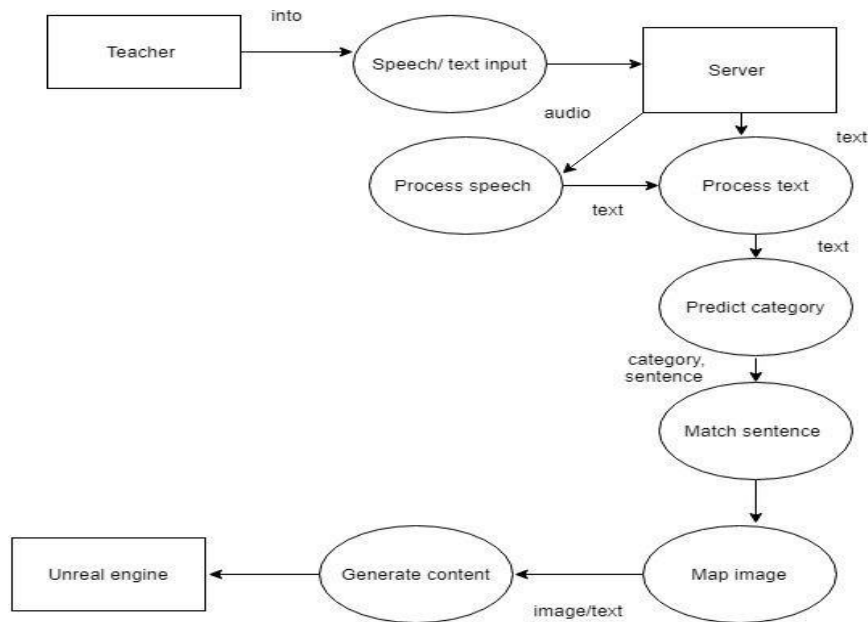 into
Teacher
Speech/ text input
Server
audio
text
Process speech
text
Process text
text
Predict category
category,
sentence
Match sentence
Unreal engine
Generate content
image/text
Map image